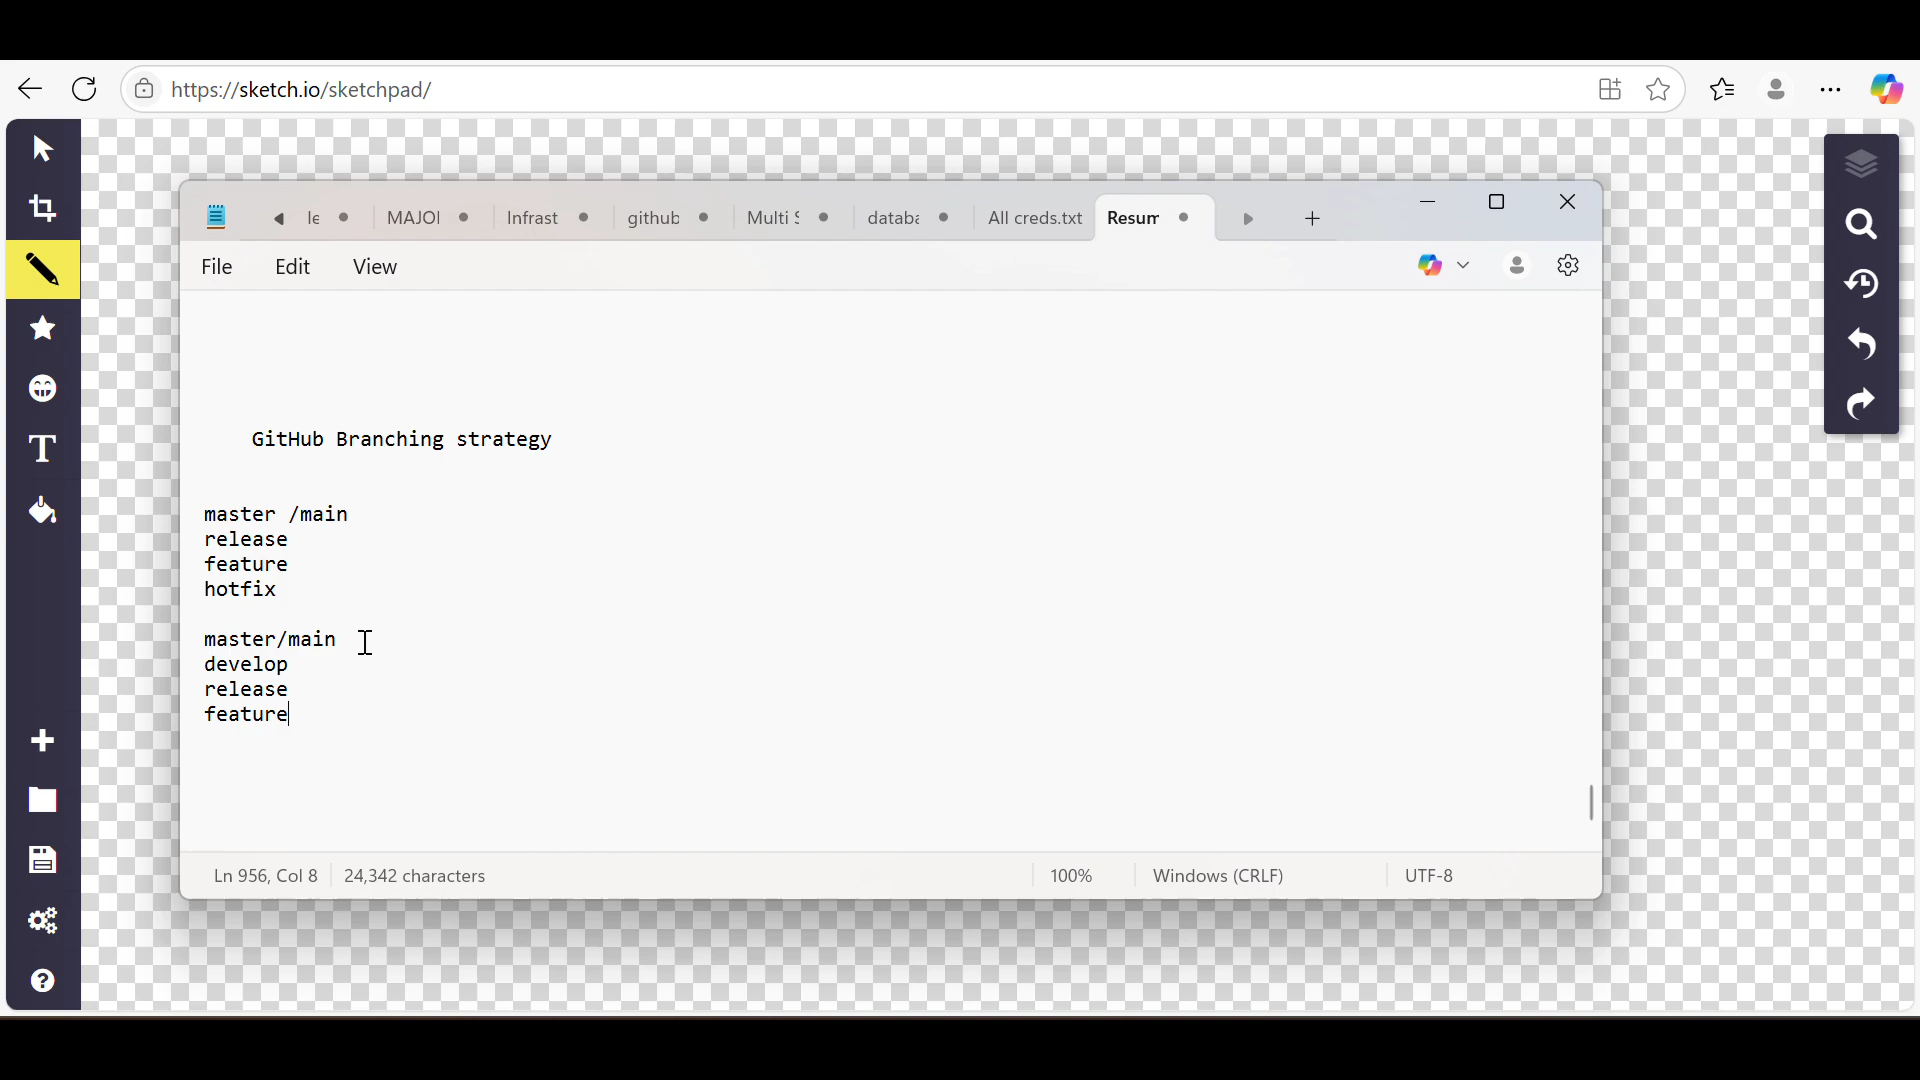 https://sketch.io/sketchpad/
le MAJOI Infrast github Multi S databa All creds.txt Resum
File Edit View
GitHub Branching strategy
master /main
release
feature
hotfix
master/main
develop
release
feature
Ln 956, Col 8 24,342 characters 100% Windows (CRLF) UTF-8